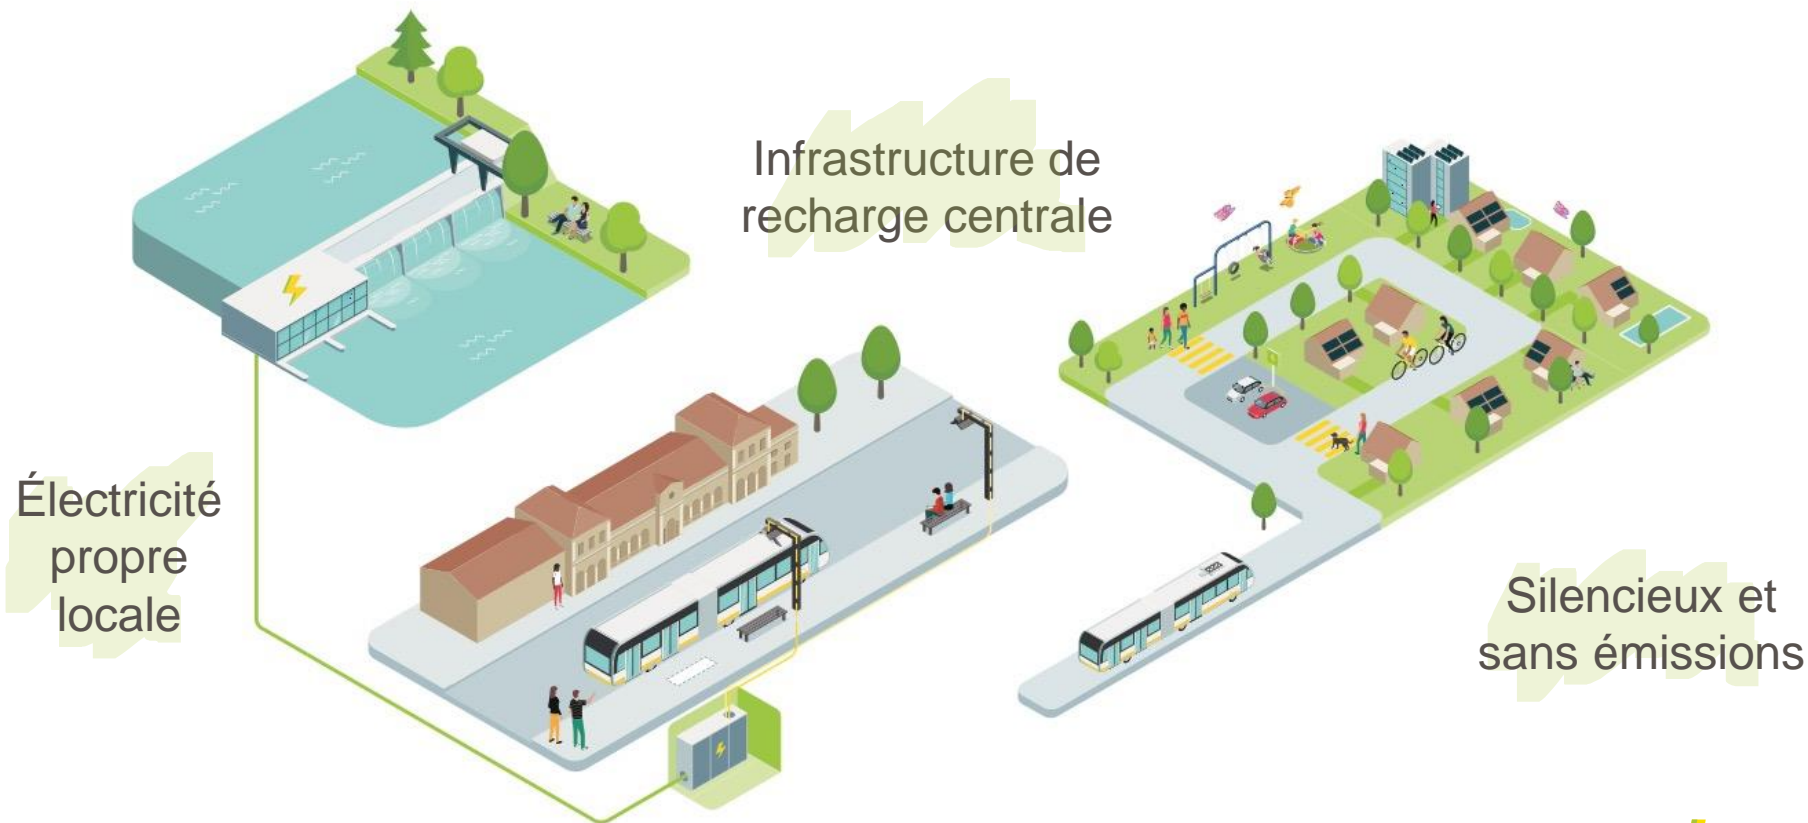 Infrastructure de
recharge centrale
Électricité
propre
locale
Silencieux et
sans émissions